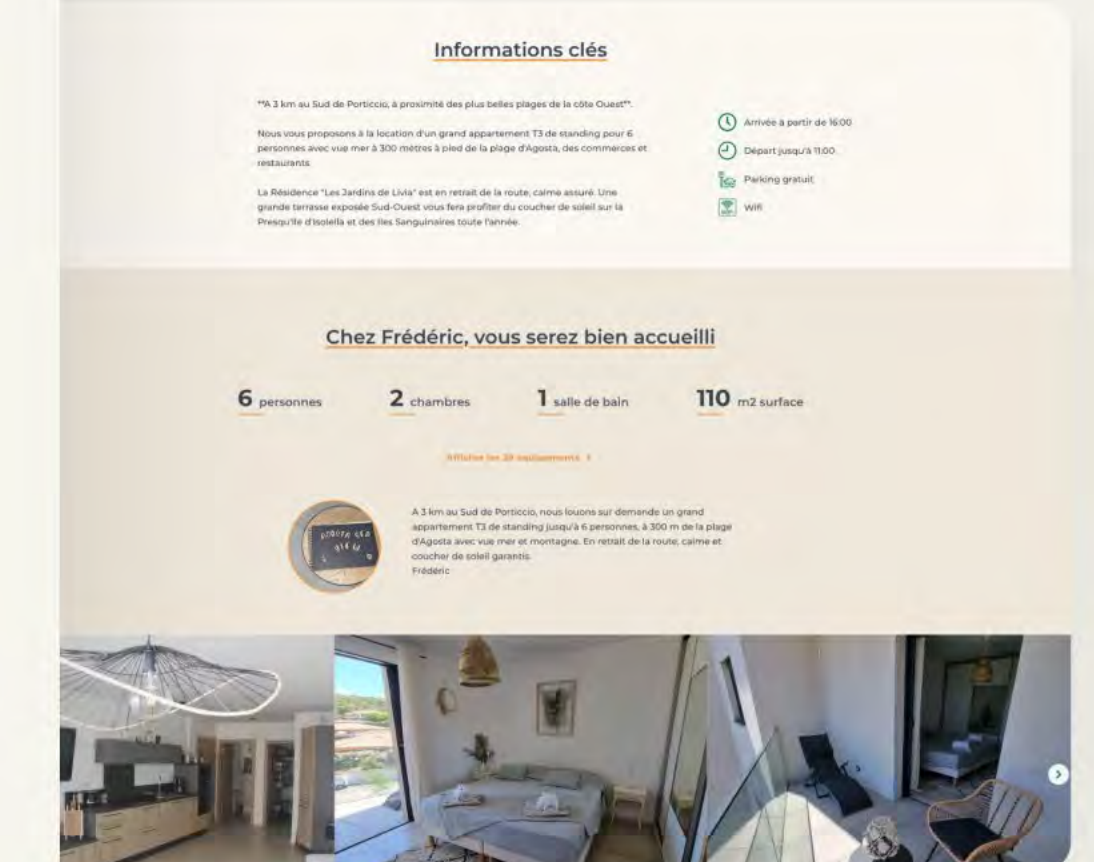 Informations clés
**A 3 km au Sud de Porticcio, à proximité des plus belles plages de la côte Ouest**.
Nous vous proposons à la location d'un grand appartement T3 de standing pour 6
personnes avec vue mer à 300 mètres à pied de la plage d'Agosta, des commerces et
restaurants
La Résidence "Les Jardins de Livia" est en retrait de la route, calme assuré. Une
grande terrasse exposée Sud-Ouest vous fera profiter du coucher de soleil sur la
Presqu'île d'Isolella et des Iles Sanguinaires toute l'année.
Arrivée à partir de 16:00
Départ jusqu'à 11:00
Parking gratuit
Wifi
Chez Frédéric, vous serez bien accueilli
6 personnes
2 chambres
1 salle de bain
110 m2 surface
Afficher les 39 équipements >
A 3 km au Sud de Porticcio, nous louons sur demande un grand
appartement T3 de standing jusqu'à 6 personnes, à 300 m de la plage
d'Agosta avec vue mer et montagne. En retrait de la route, calme et
coucher de soleil garantis.
Frédéric